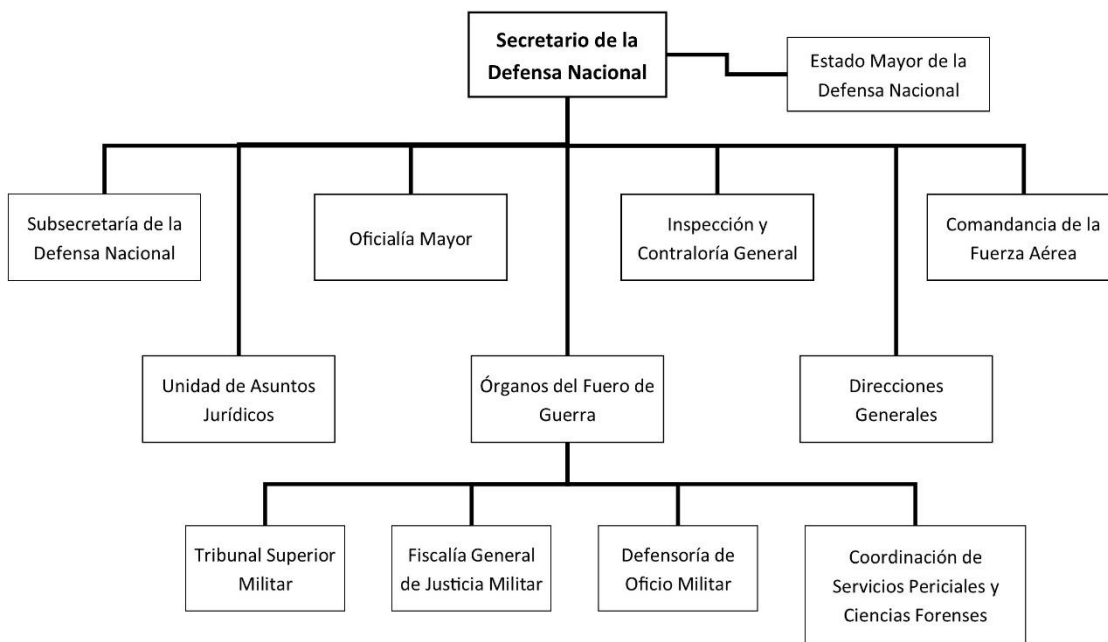 Secretario de la
Defensa Nacional
Estado Mayor de la
Defensa Nacional
Subsecretaría de la
Defensa Nacional
Oficialía Mayor
Inspección y
Contraloría General
Comandancia de la
Fuerza Aérea
Unidad de Asuntos
Jurídicos
Órganos del Fuero de
Guerra
Direcciones
Generales
Tribunal Superior
Militar
Fiscalía General
de Justicia Militar
Defensoría de
Oficio Militar
Coordinación de
Servicios Periciales y
Ciencias Forenses